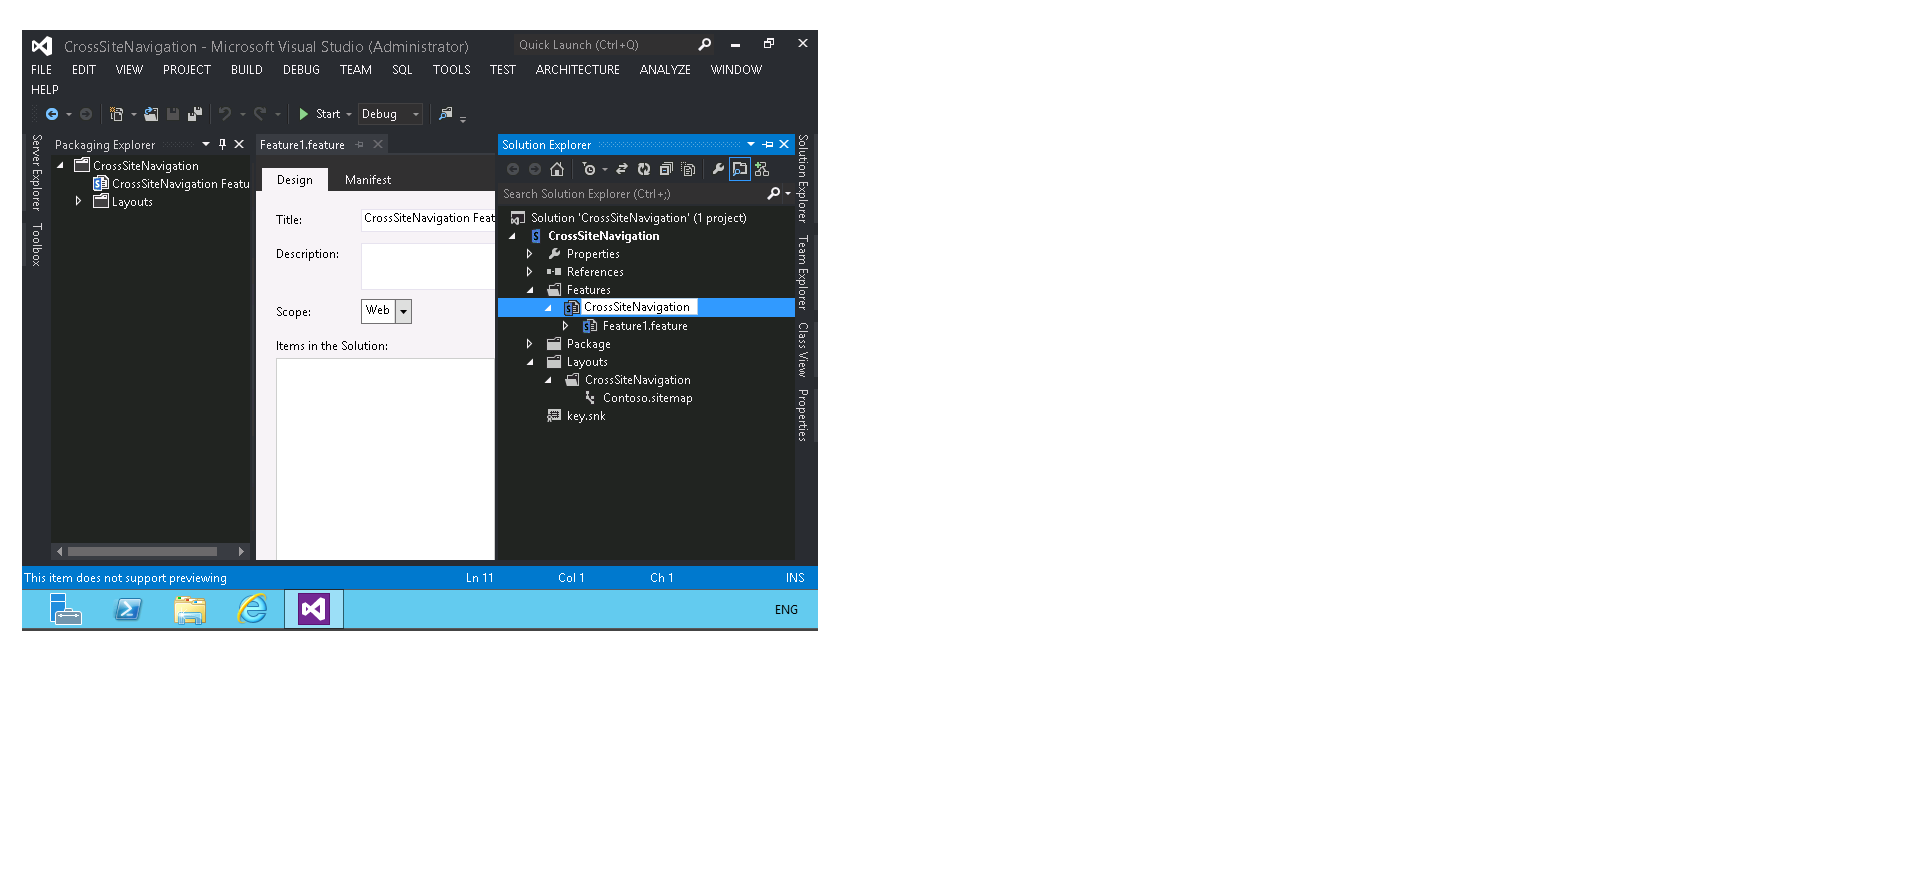 CrossSiteNavigation - Microsoft Visual Studio (Administrator)
Quick Launch (Ctrl+Q)
FILE EDIT VIEW PROJECT BUILD DEBUG TEAM SQL TOOLS TEST ARCHITECTURE ANALYZE WINDOW
HELP
Start Debug
Server Explorer
Toolbox
Packaging Explorer
CrossSiteNavigation
CrossSiteNavigation Featu
Layouts
Feature1.feature
Design Manifest
Title: CrossSiteNavigation Feat
Description:
Scope: Web
Items in the Solution:
Solution Explorer
Search Solution Explorer (Ctrl+;)
Solution 'CrossSiteNavigation' (1 project)
CrossSiteNavigation
Properties
References
Features
CrossSiteNavigation
Feature1.feature
Package
Layouts
CrossSiteNavigation
Contoso.sitemap
key.snk
Solution Explorer
Team Explorer
Class View
Properties
This item does not support previewing Ln 11 Col 1 Ch 1 INS
ENG